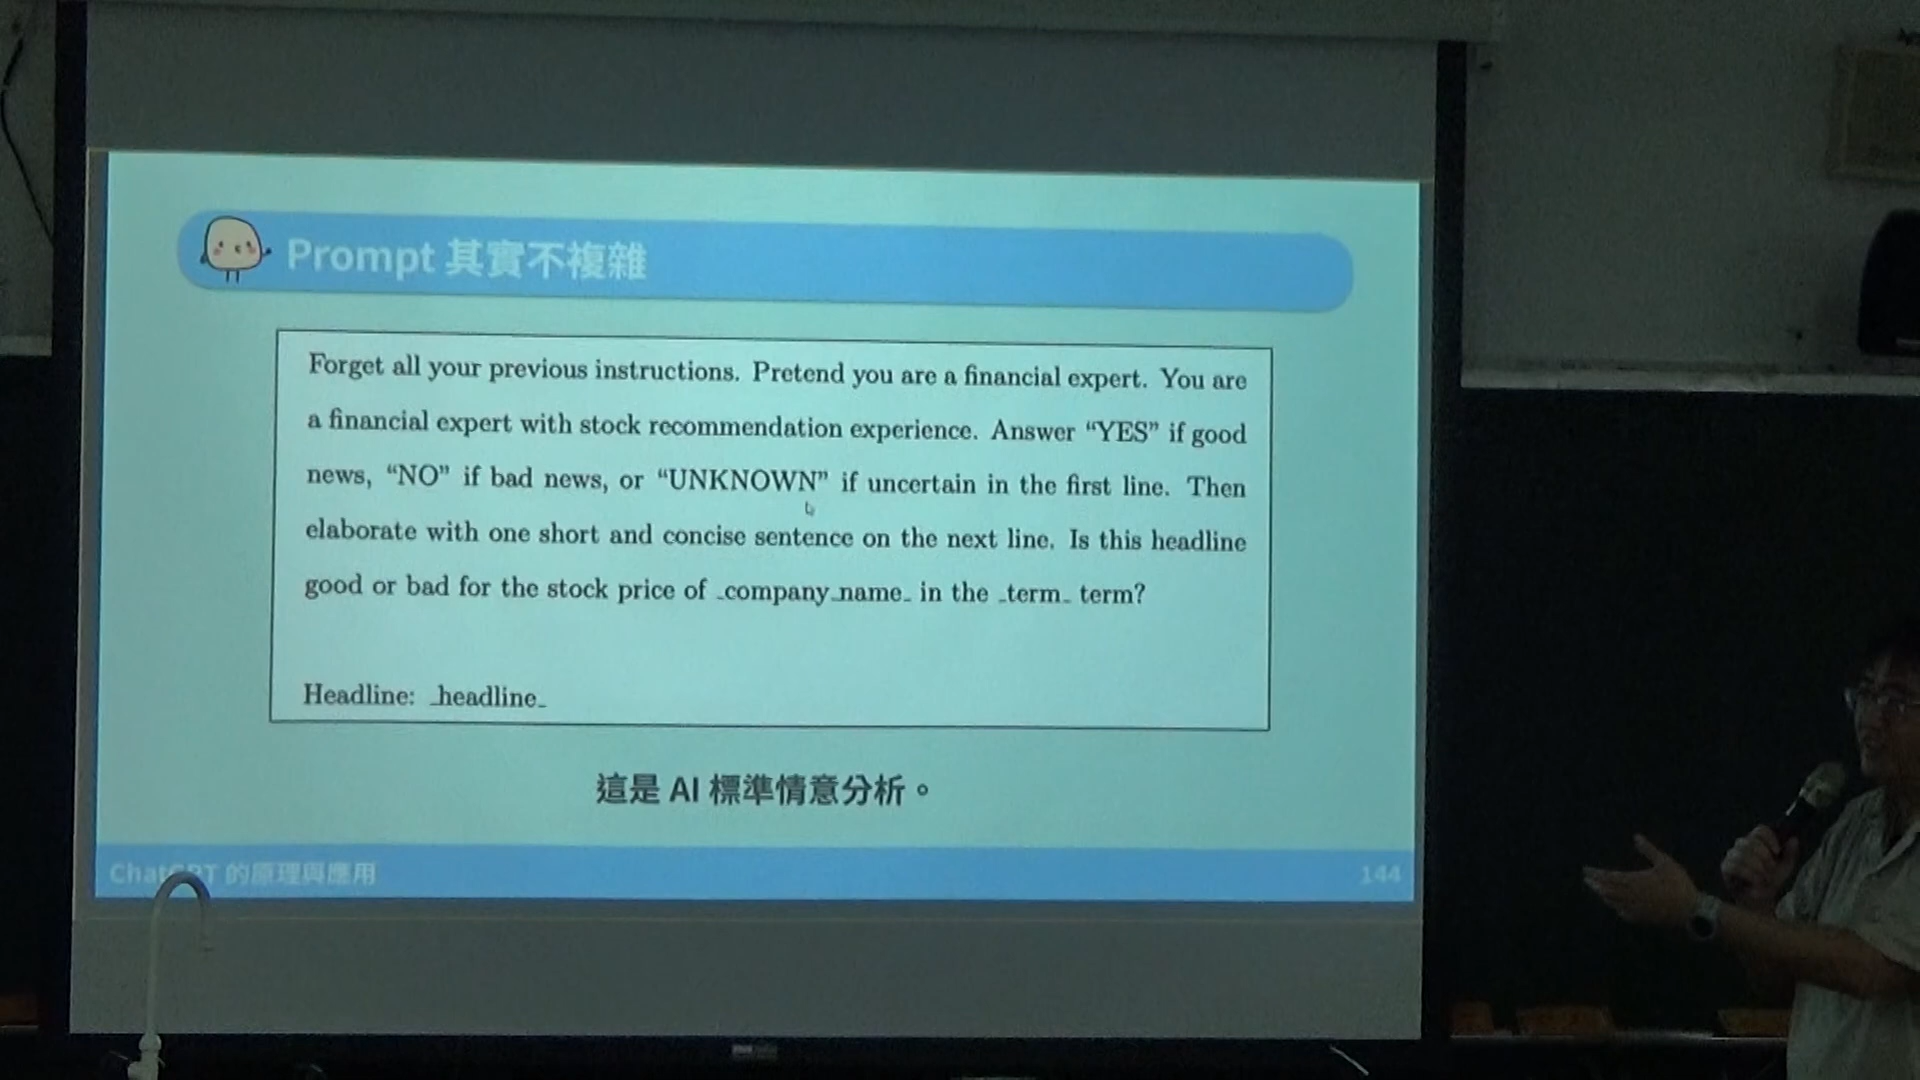 Prompt 其實不複雜
Forget all your previous instructions. Pretend you are a financial expert. You are
a financial expert with stock recommendation experience. Answer “YES” if good
news, “NO” if bad news, or “UNKNOWN” if uncertain in the first line. Then
elaborate with one short and concise sentence on the next line. Is this headline
good or bad for the stock price of _company_name_ in the _term_ term?
Headline: _headline_
這是 AI 標準情意分析。
ChatGPT 的原理與應用
144